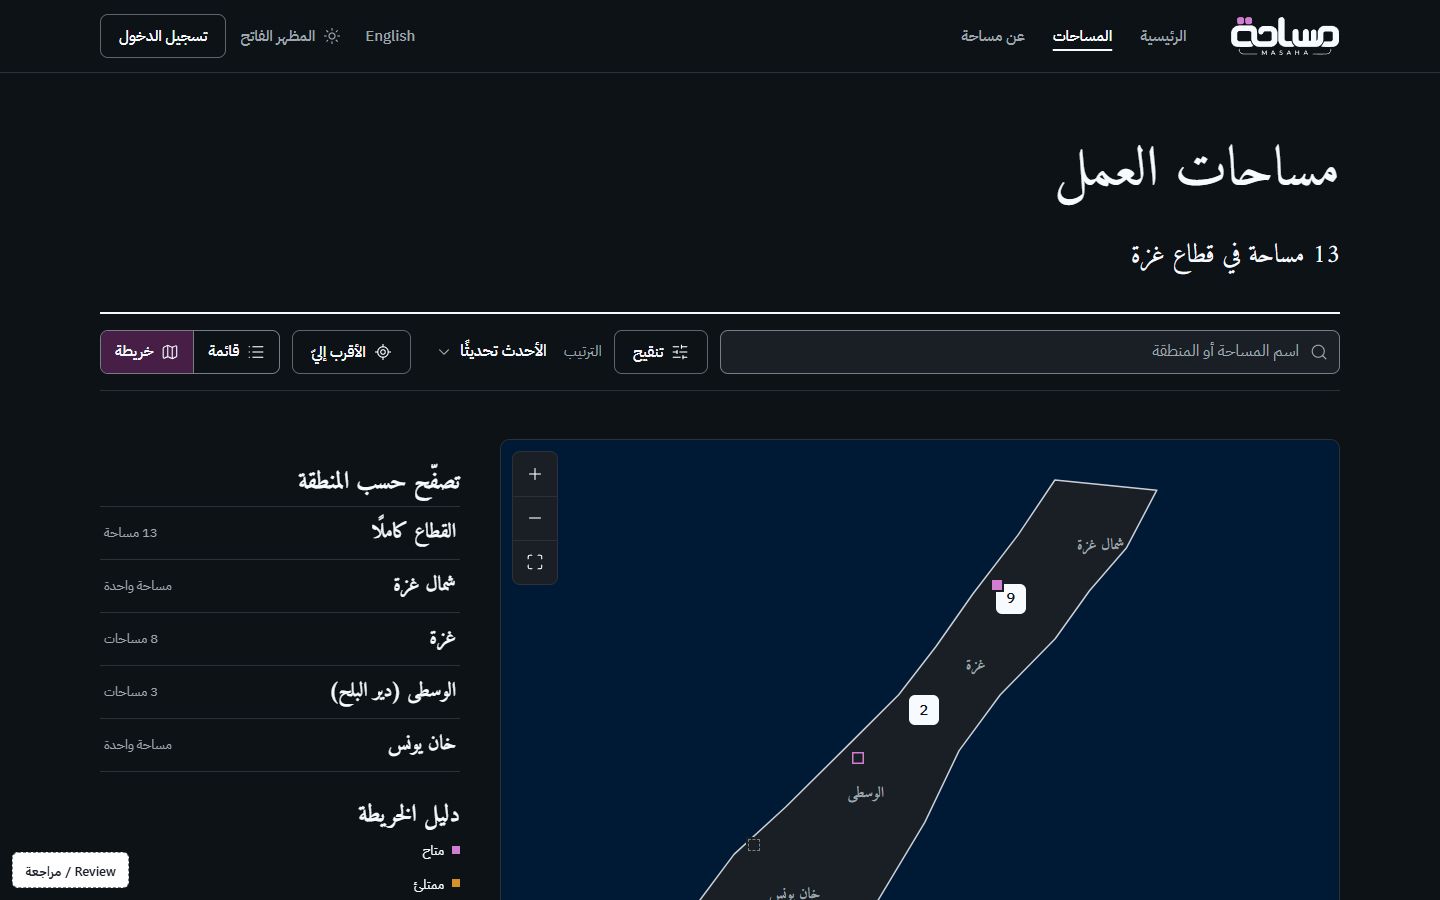 مساحة
MASAHA
الرئيسية
المساحات
عن مساحة
English
المظهر الفاتح
تسجيل الدخول
مساحات العمل
13 مساحة في قطاع غزة
اسم المساحة أو المنطقة
تنقيح
الترتيب
الأحدث تحديثًا
الأقرب إليّ
قائمة
خريطة
شمال غزة
9
غزة
2
الوسطى
خان يونس
تصفّح حسب المنطقة
القطاع كاملًا
13 مساحة
شمال غزة
مساحة واحدة
غزة
8 مساحات
الوسطى (دير البلح)
3 مساحات
خان يونس
مساحة واحدة
دليل الخريطة
متاح
ممتلئ
Review / مراجعة